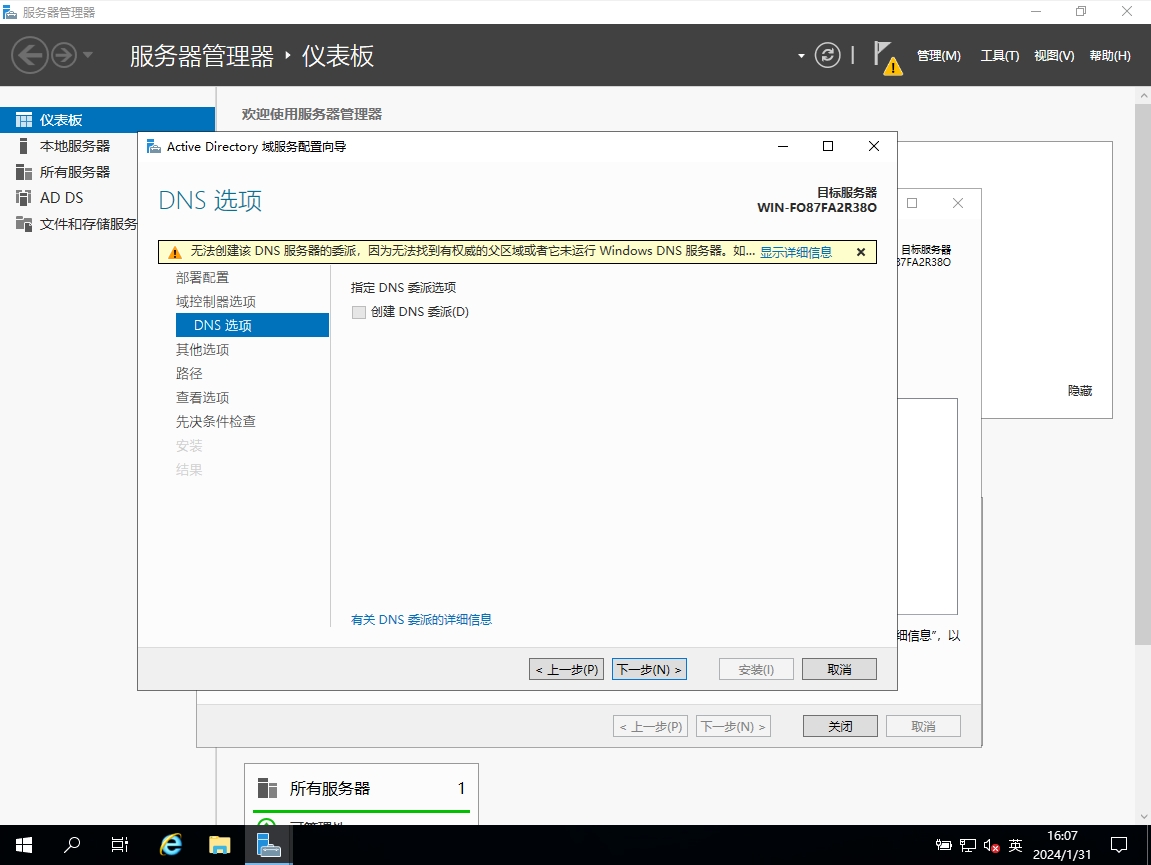 服务器管理器
服务器管理器 ‣ 仪表板
管理(M) 工具(T) 视图(V) 帮助(H)
仪表板
本地服务器
所有服务器
AD DS
文件和存储服务
欢迎使用服务器管理器
Active Directory 域服务配置向导
DNS 选项
目标服务器
WIN-FO87FA2R38O
无法创建该 DNS 服务器的委派，因为无法找到有权威的父区域或者它未运行 Windows DNS 服务器。如... 显示详细信息
部署配置
域控制器选项
DNS 选项
其他选项
路径
查看选项
先决条件检查
安装
结果
指定 DNS 委派选项
创建 DNS 委派(D)
有关 DNS 委派的详细信息
< 上一步(P) 下一步(N) > 安装(I) 取消
目标服务器
87FA2R38O
隐藏
细信息"，以
< 上一步(P) 下一步(N) > 关闭 取消
所有服务器 1
可管理性
英
16:07
2024/1/31